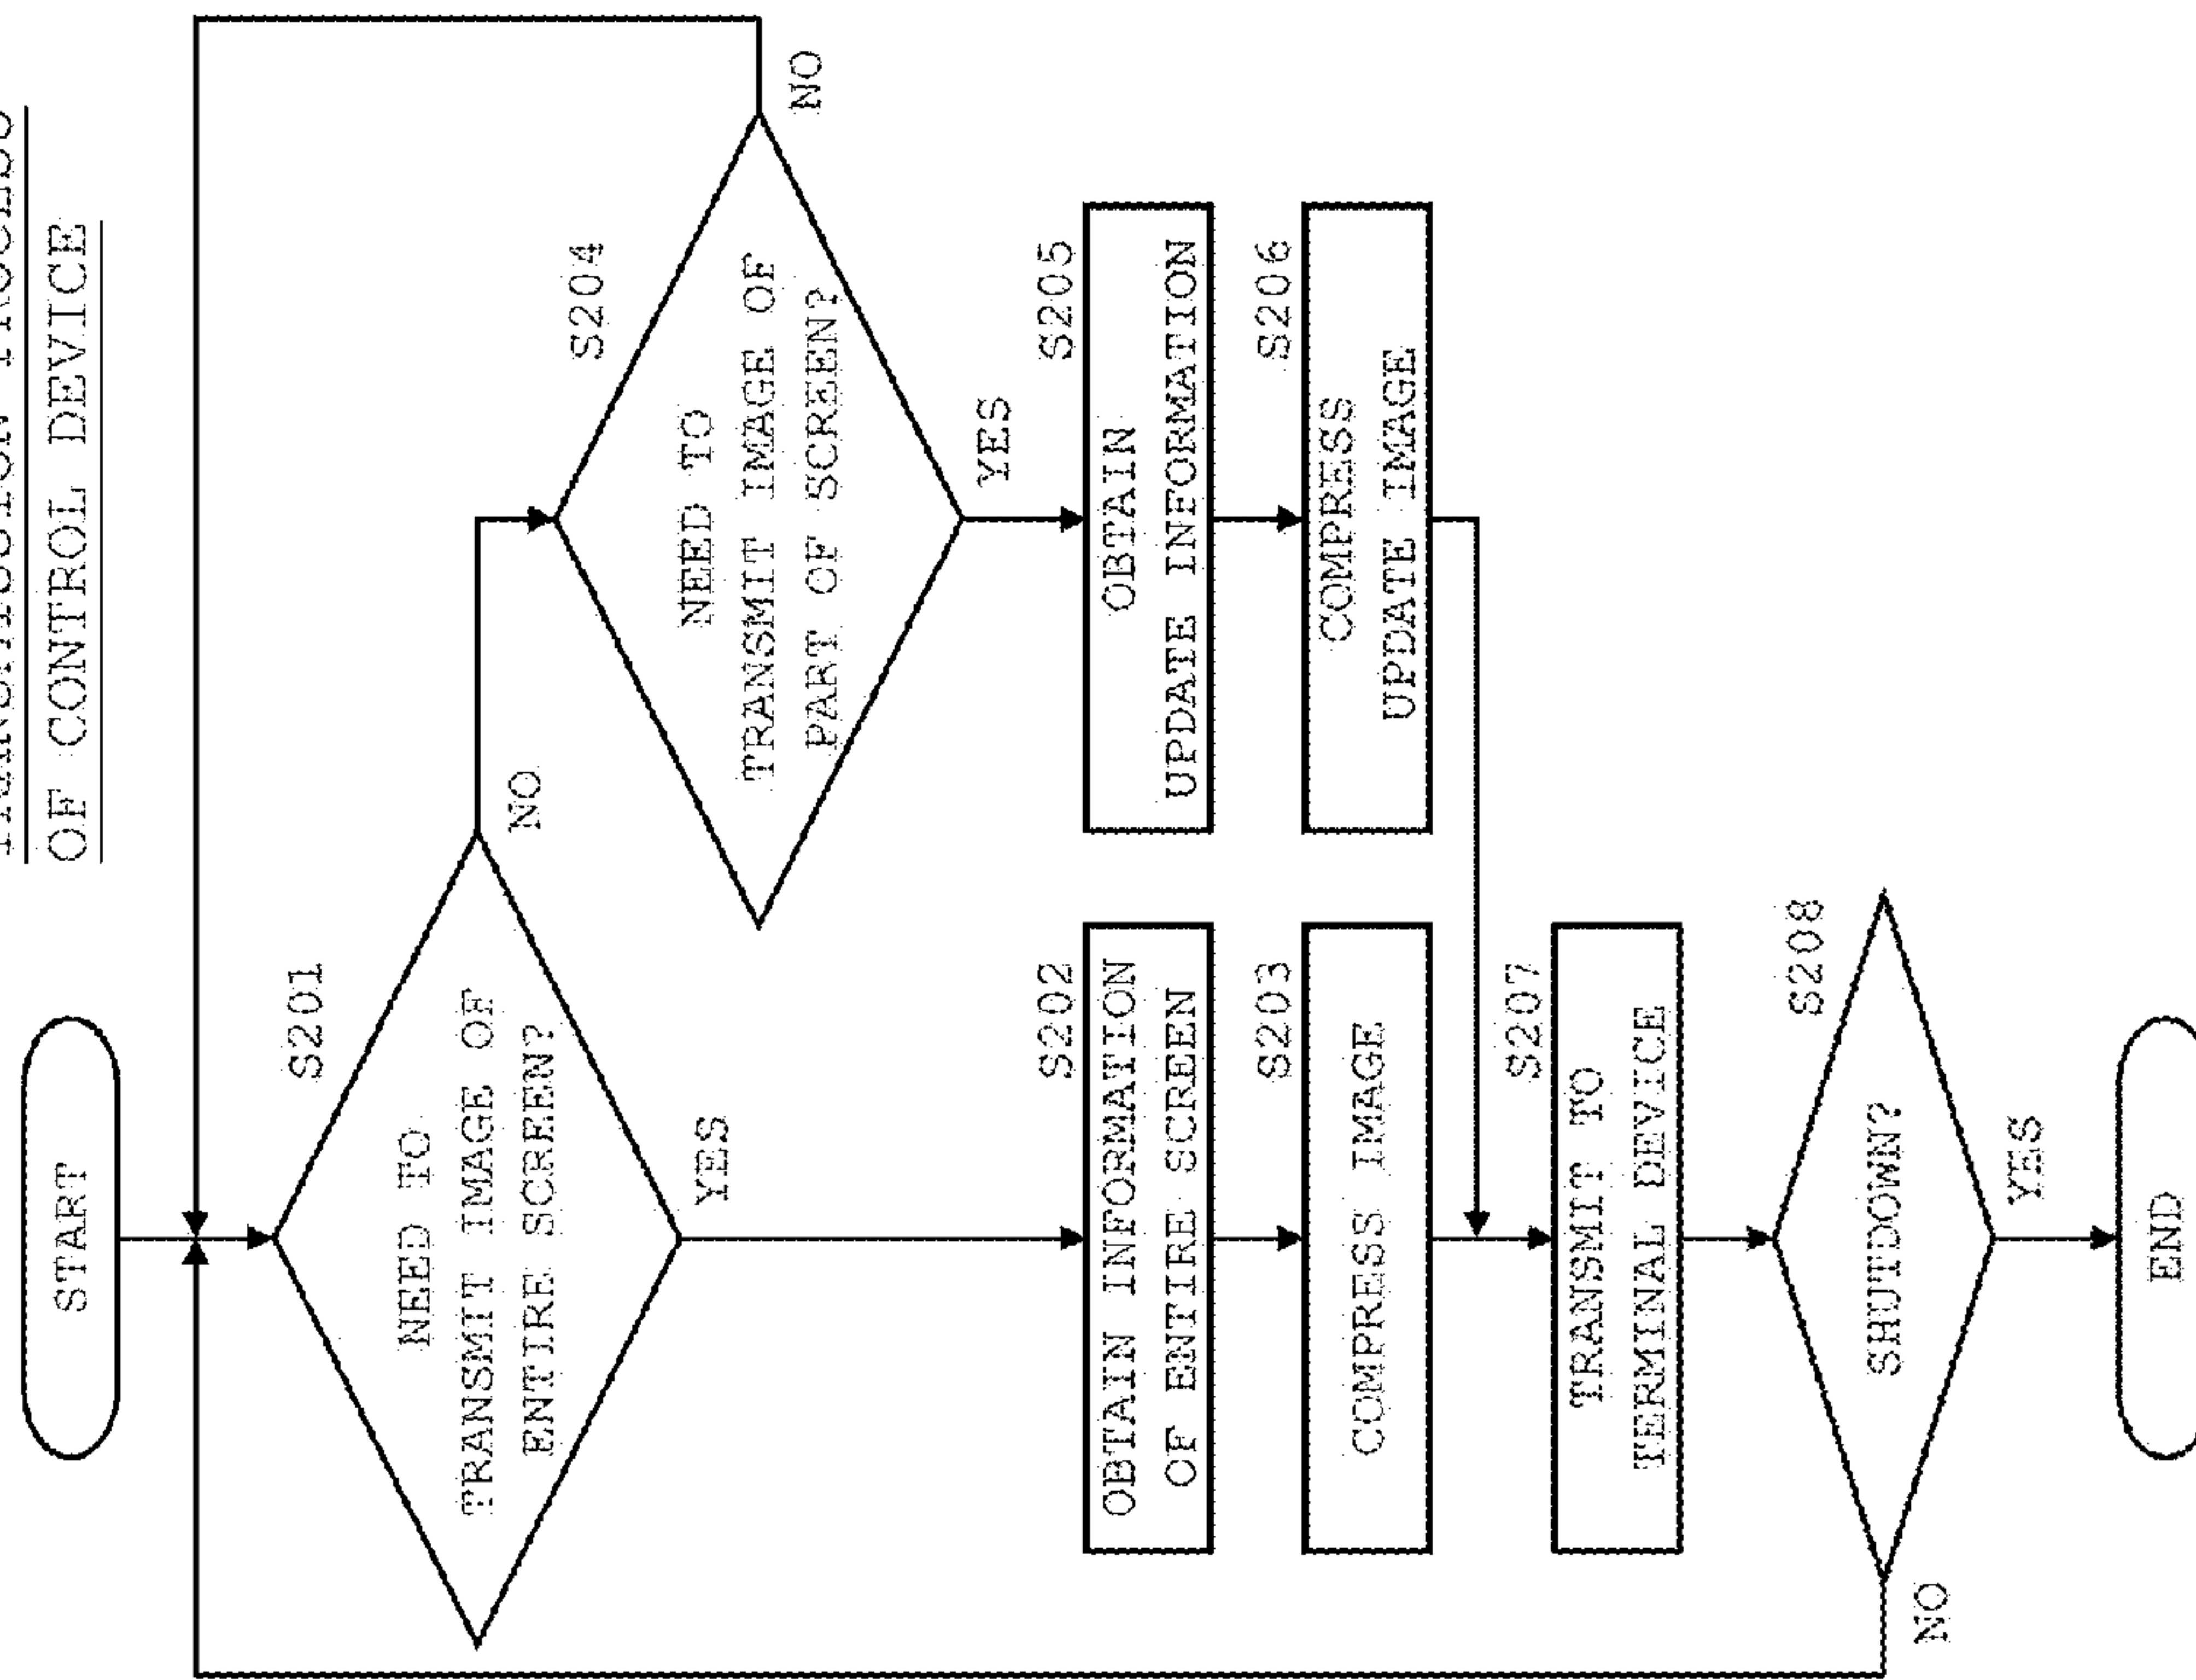 OF CONTROL DEVICE
START
S201
NEED TO
TRANSMIT IMAGE OF
ENTIRE SCREEN?
NO
YES
S204
NEED TO
TRANSMIT IMAGE OF
PART OF SCREEN?
NO
YES
S202
OBTAIN INFORMATION
OF ENTIRE SCREEN
S205
OBTAIN
UPDATE INFORMATION
S203
COMPRESS IMAGE
S206
COMPRESS
UPDATE IMAGE
S207
TRANSMIT TO
TERMINAL DEVICE
S208
SHUTDOWN?
NO
YES
END